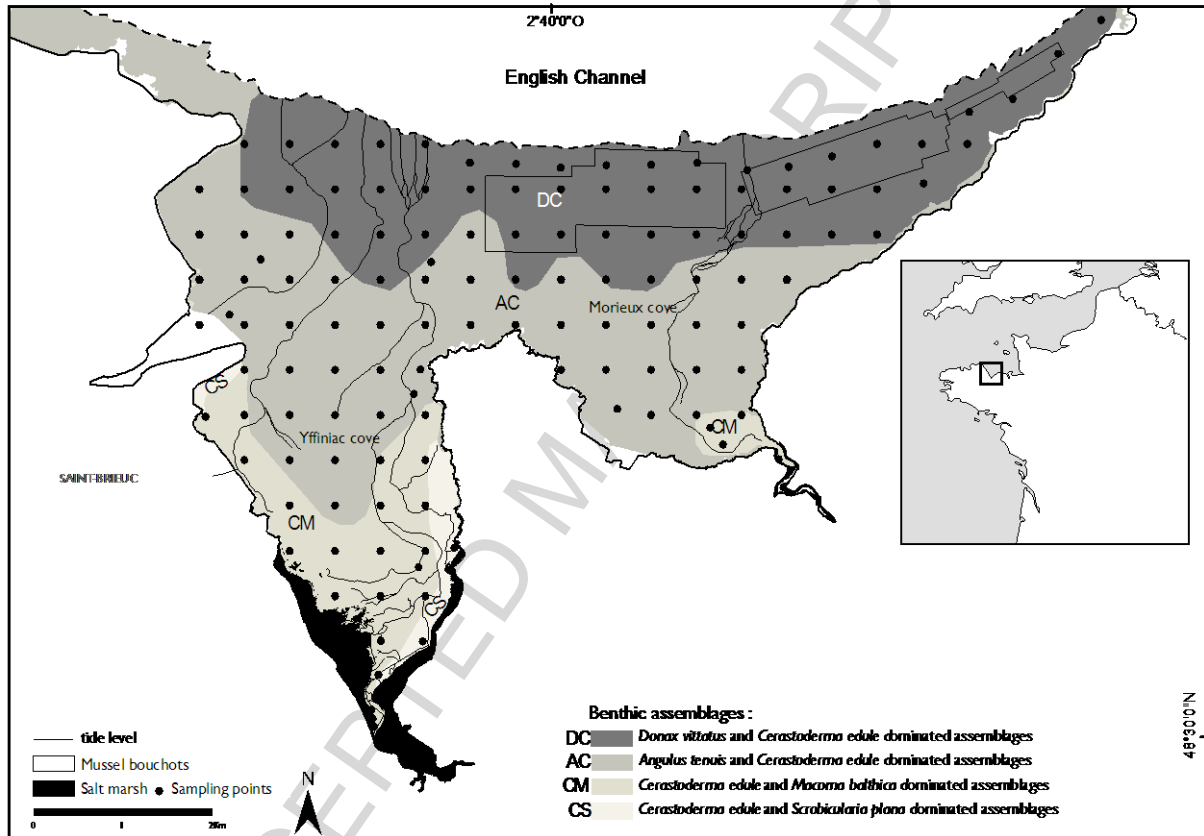 2°40'0"O
English Channel
DC
AC
Morieux cove
CS
CM
Yffiniac cove
SAINT-BRIEUC
CM
CS
48°30'0"N
Benthic assemblages :
DC Donax vittatus and Cerastoderma edule dominated assemblages
AC Angulus tenuis and Cerastoderma edule dominated assemblages
CM Cerastoderma edule and Macoma balthica dominated assemblages
CS Cerastoderma edule and Scrobicularia plana dominated assemblages
tide level
Mussel bouchots
Salt marsh Sampling points
N
0 1 2Km